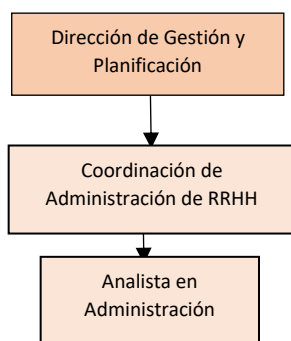 Dirección de Gestión y
Planificación
Coordinación de
Administración de RRHH
Analista en
Administración